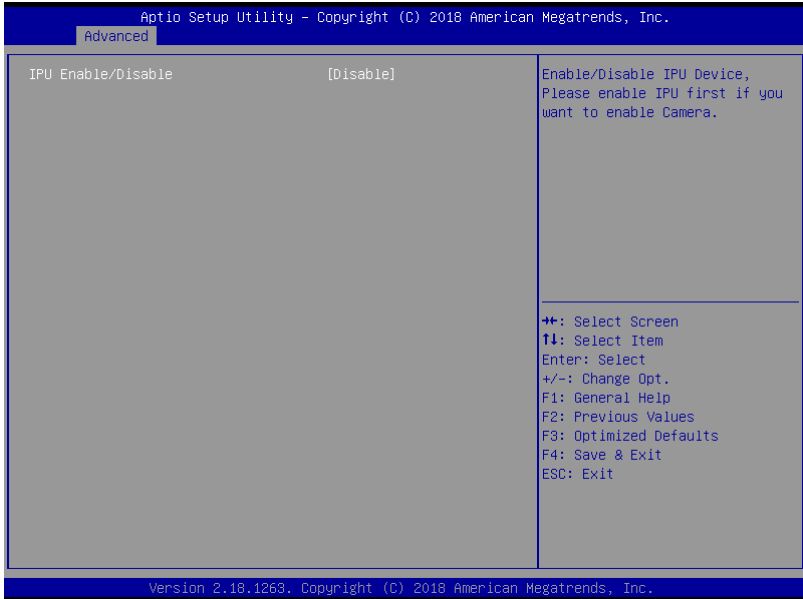 Aptio Setup Utility – Copyright (C) 2018 American Megatrends, Inc.
Advanced
IPU Enable/Disable [Disable]
Enable/Disable IPU Device,
Please enable IPU first if you
want to enable Camera.
→←: Select Screen
↑↓: Select Item
Enter: Select
+/-: Change Opt.
F1: General Help
F2: Previous Values
F3: Optimized Defaults
F4: Save & Exit
ESC: Exit
Version 2.18.1263. Copyright (C) 2018 American Megatrends, Inc.